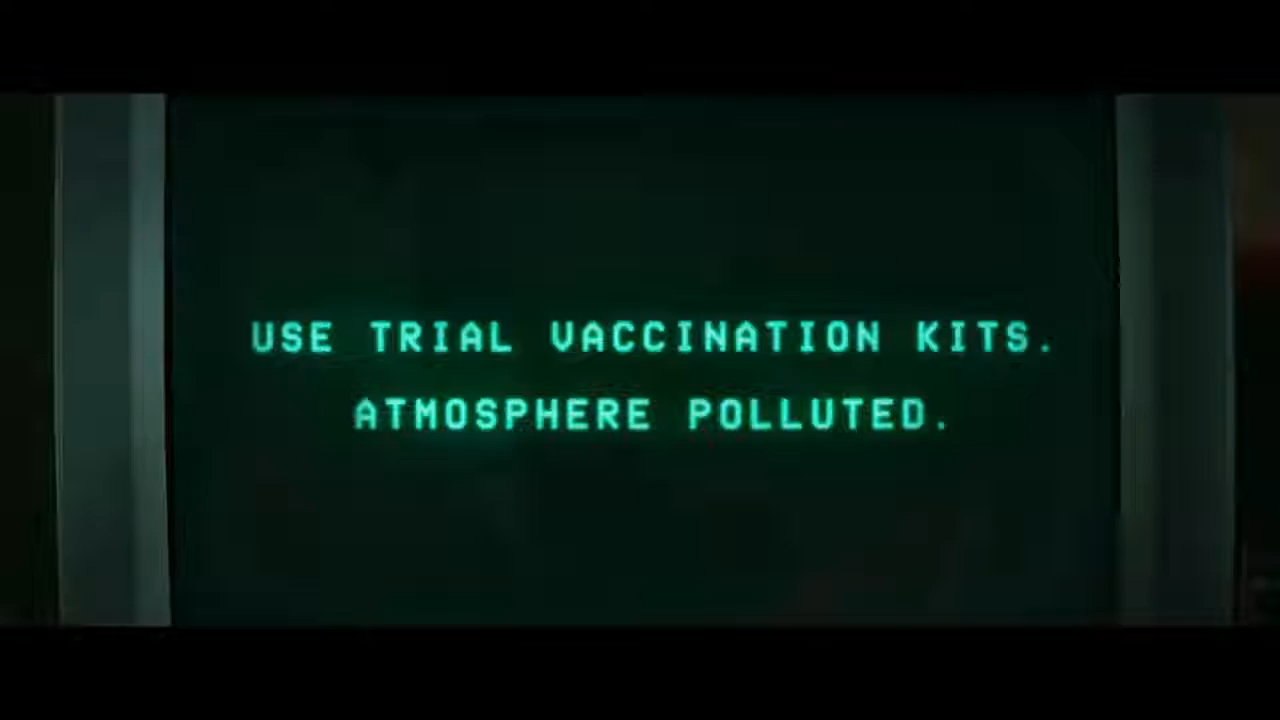 USE TRIAL VACCINATION KITS.
ATMOSPHERE POLLUTED.